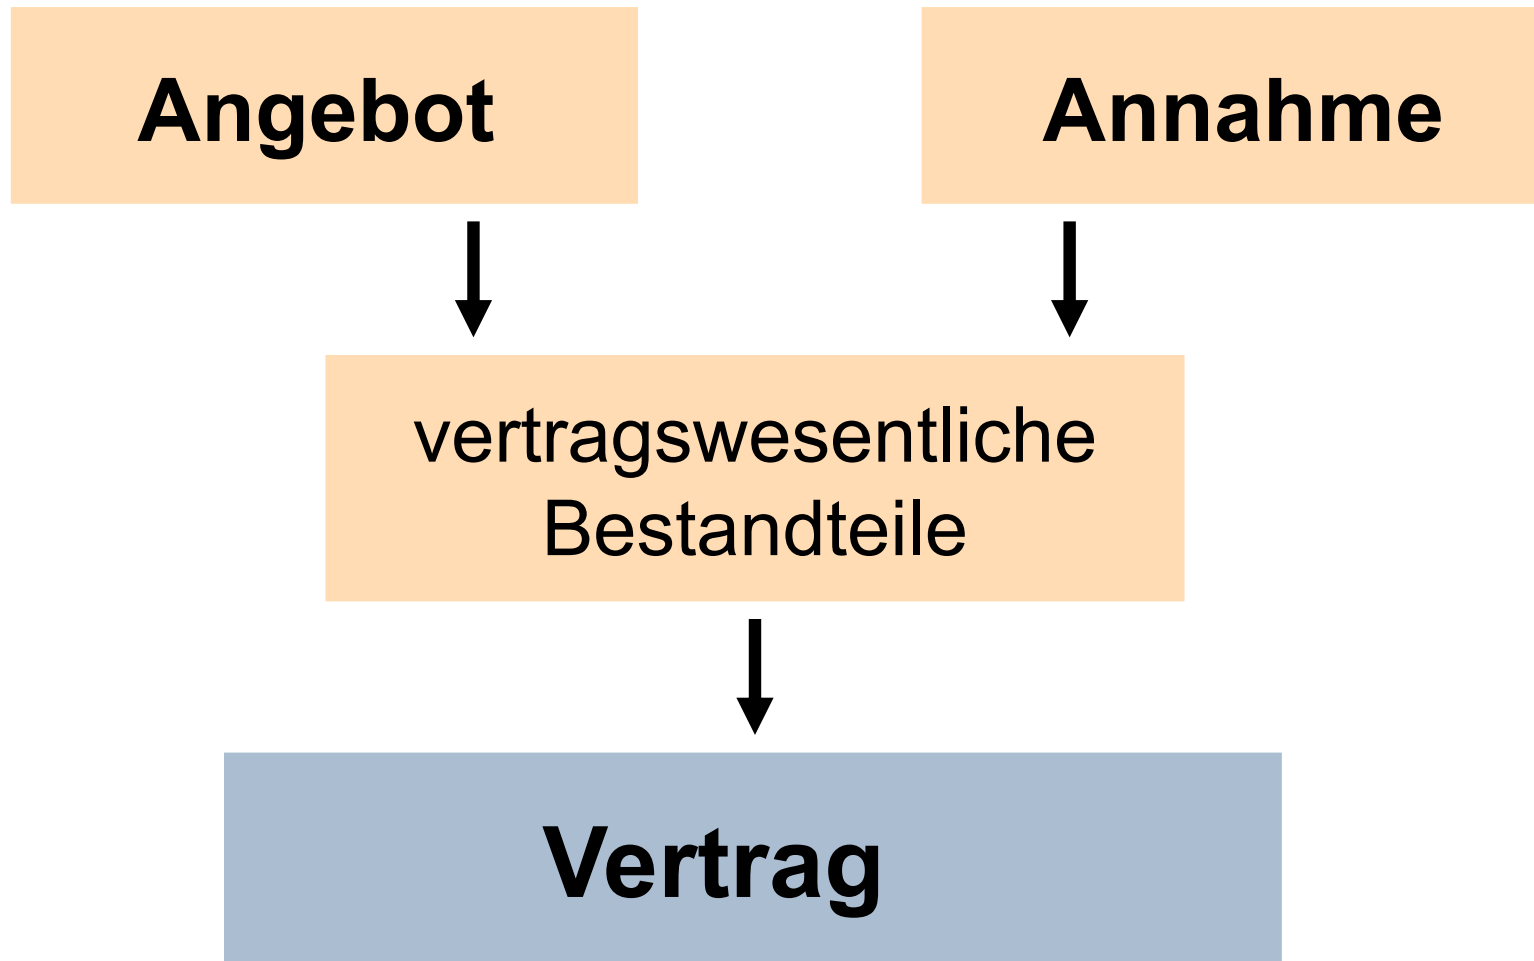 Angebot
Annahme
vertragswesentliche
Bestandteile
Vertrag